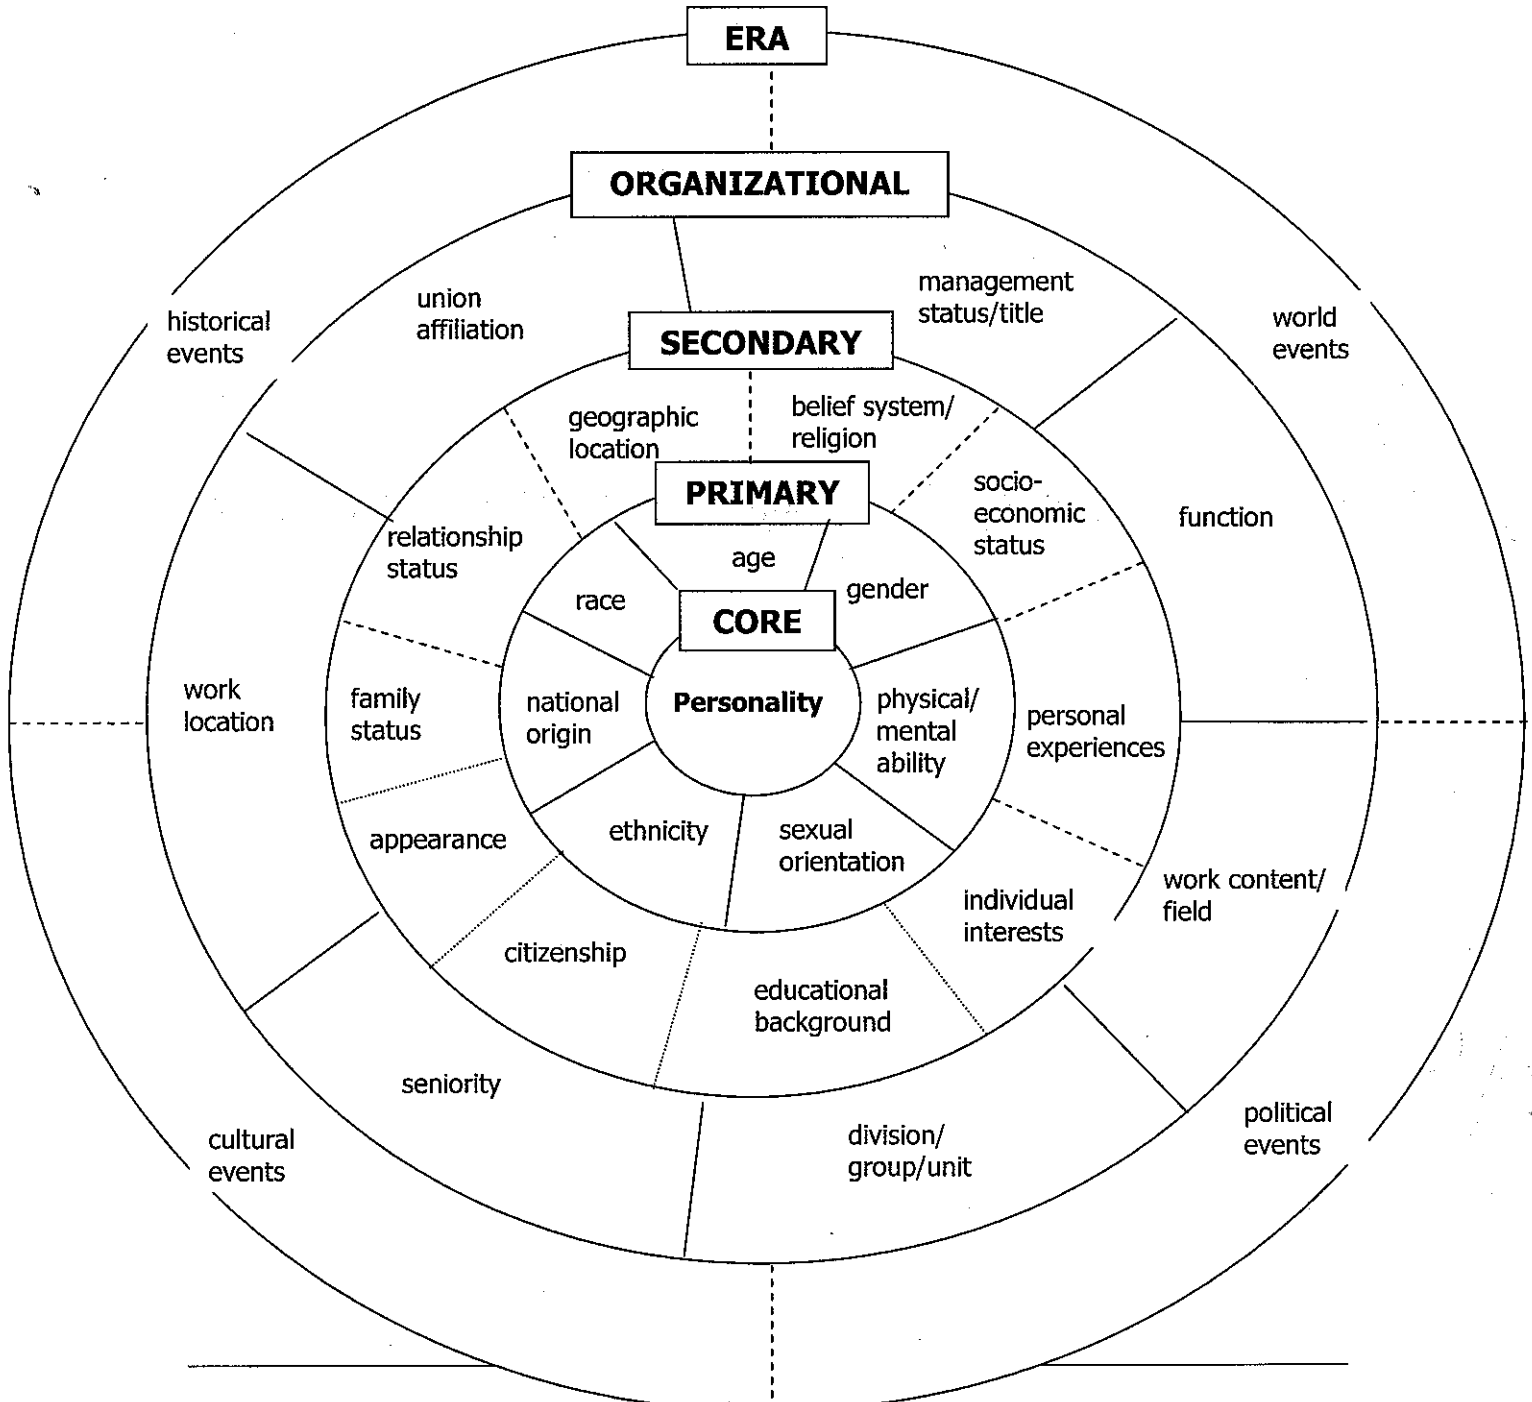 ERA
ORGANIZATIONAL
historical
events
union
affiliation
management
status/title
world
events
SECONDARY
geographic
location
belief system/
religion
relationship
status
PRIMARY
socio-
economic
status
function
race
age
gender
CORE
work
location
family
status
national
origin
Personality
physical/
mental
ability
personal
experiences
appearance
ethnicity
sexual
orientation
individual
interests
work content/
field
citizenship
educational
background
seniority
division/
group/unit
cultural
events
political
events